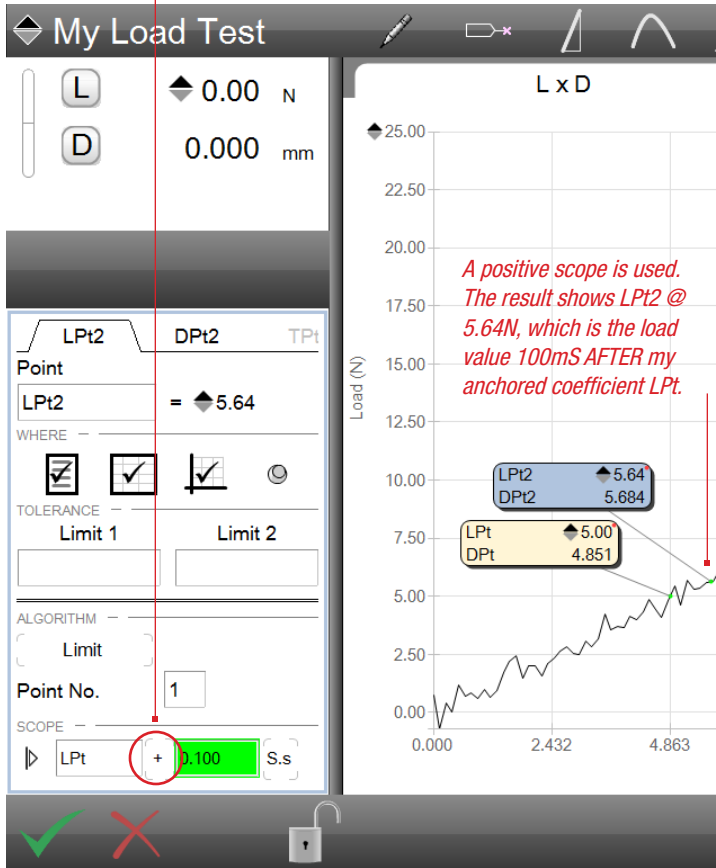 My Load Test
L
0.00 N
D
0.000 mm
LPt2 DPt2 TPt
Point
LPt2 = 5.64
WHERE
TOLERANCE
Limit 1 Limit 2
ALGORITHM
Limit
Point No. 1
SCOPE
LPt + 0.100 S.s
L x D
25.00
22.50
20.00
17.50
15.00
12.50
10.00
7.50
5.00
2.50
0.00
Load (N)
0.000 2.432 4.863
A positive scope is used.
The result shows LPt2 @
5.64N, which is the load
value 100mS AFTER my
anchored coefficient LPt.
LPt2 5.64
DPt2 5.684
LPt 5.00
DPt 4.851